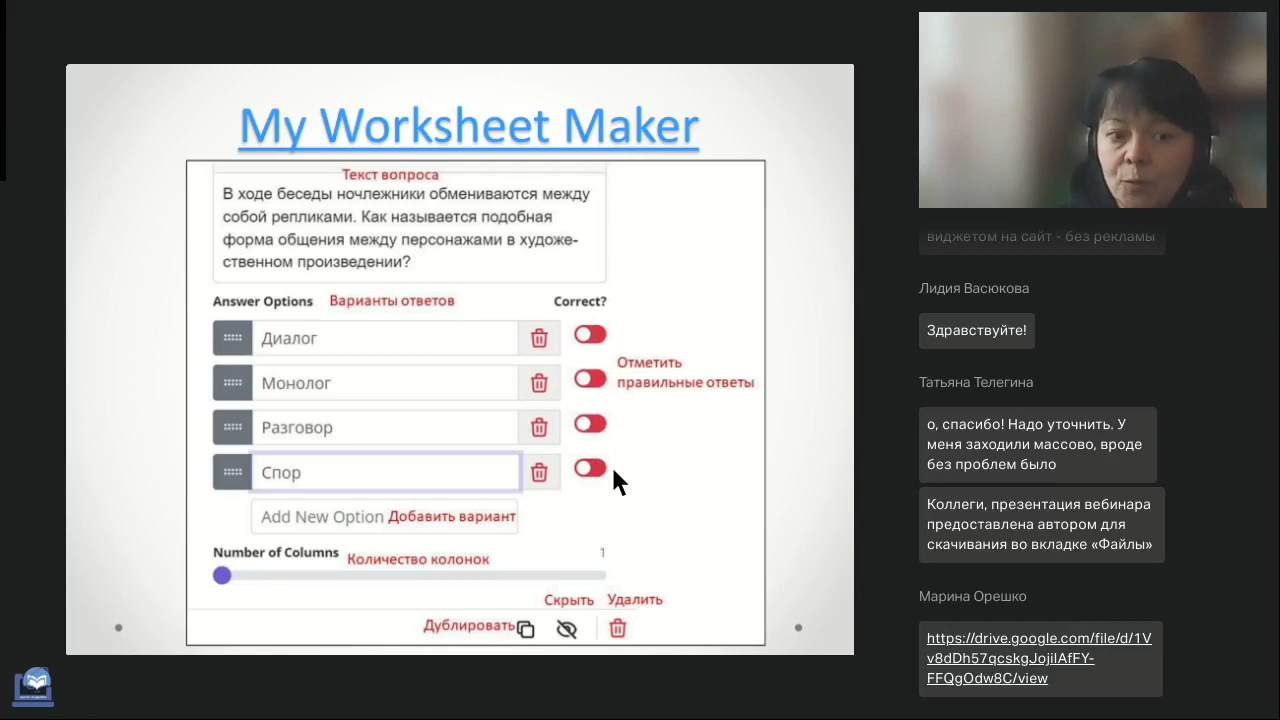 My Worksheet Maker
Текст вопроса
В ходе беседы ночлежники обмениваются между
собой репликами. Как называется подобная
форма общения между персонажами в художе-
ственном произведении?
Answer Options Варианты ответов Correct?
Диалог
Отметить
правильные ответы
Монолог
Разговор
Спор
Add New Option Добавить вариант
Number of Columns Количество колонок 1
Скрыть Удалить
Дублировать
виджетом на сайт - без рекламы
Лидия Васюкова
Здравствуйте!
Татьяна Телегина
о, спасибо! Надо уточнить. У
меня заходили массово, вроде
без проблем было
Коллеги, презентация вебинара
предоставлена автором для
скачивания во вкладке «Файлы»
Марина Орешко
https://drive.google.com/file/d/1V
v8dDh57qcskgJojiIAfFY-
FFQgOdw8C/view